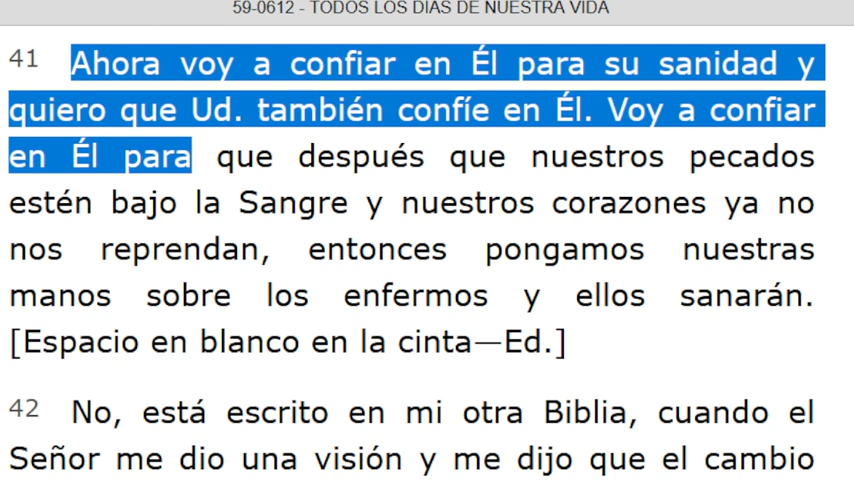 59-0612 - TODOS LOS DIAS DE NUESTRA VIDA
41 Ahora voy a confiar en Él para su sanidad y
quiero que Ud. también confíe en Él. Voy a confiar
en Él para que después que nuestros pecados
estén bajo la Sangre y nuestros corazones ya no
nos reprendan, entonces pongamos nuestras
manos sobre los enfermos y ellos sanarán.
[Espacio en blanco en la cinta—Ed.]
42 No, está escrito en mi otra Biblia, cuando el
Señor me dio una visión y me dijo que el cambio